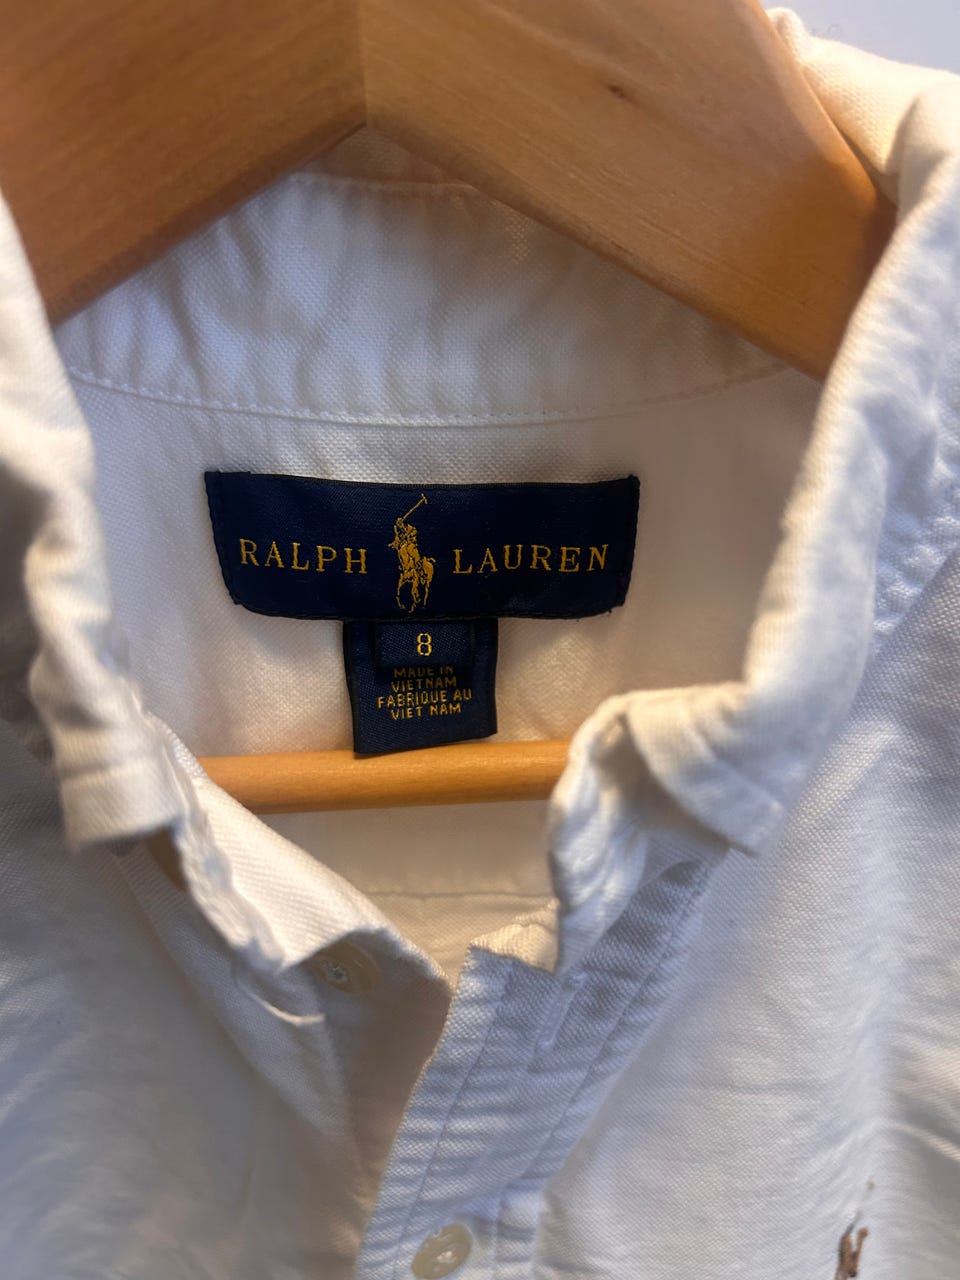 RALPH LAUREN
8
MADE IN
VIETNAM
FABRIQUE AU
VIET NAM